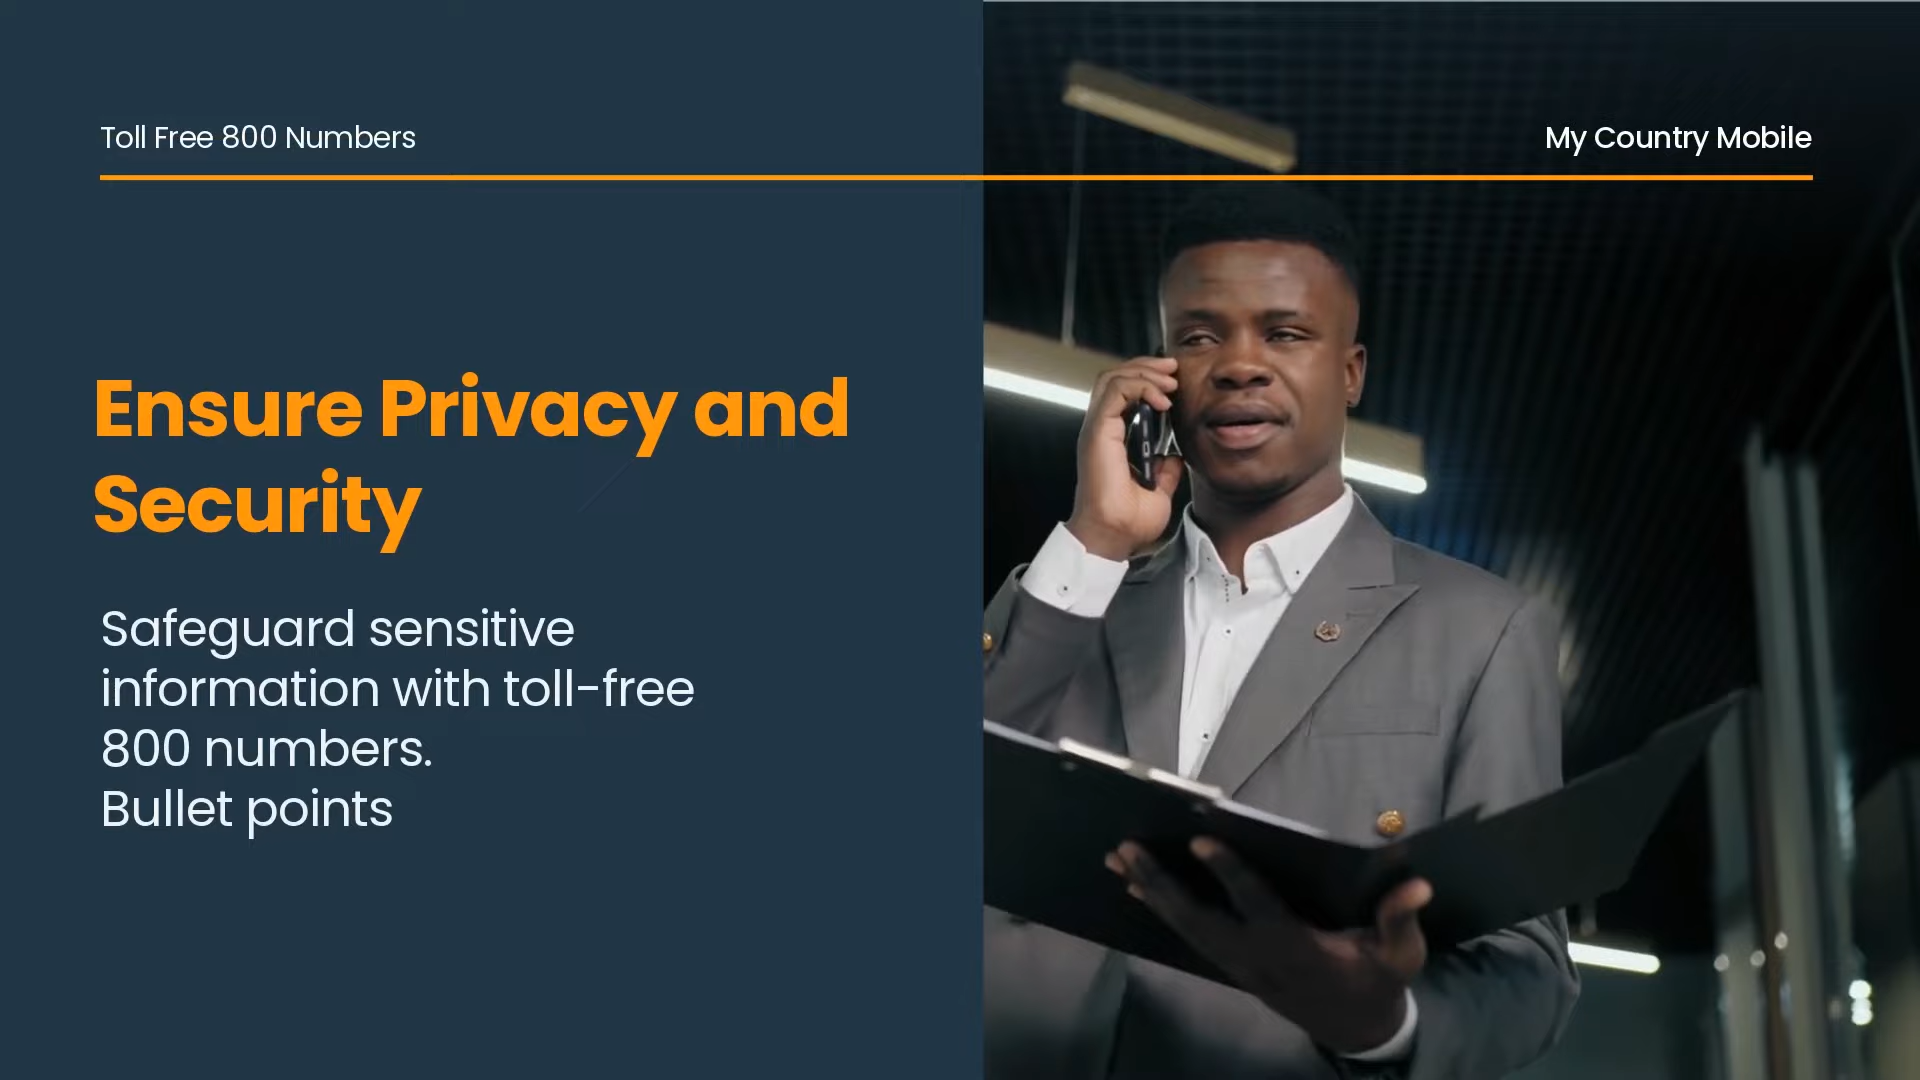 Toll Free 800 Numbers
My Country Mobile
Ensure Privacy and
Security
Safeguard sensitive
information with toll-free
800 numbers.
Bullet points